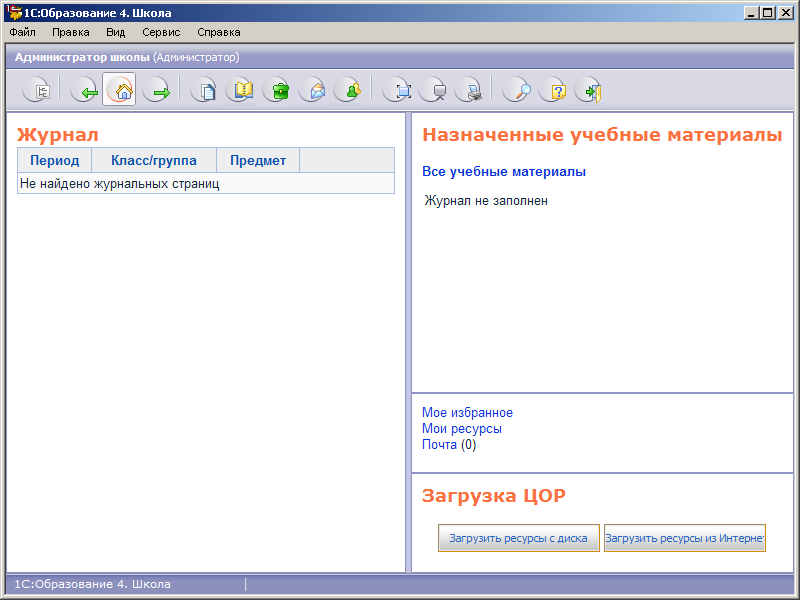 1С:Образование 4. Школа
Файл Правка Вид Сервис Справка
Администратор школы (Администратор)
Журнал
Период Класс/группа Предмет
Не найдено журнальных страниц
Назначенные учебные материалы
Все учебные материалы
Журнал не заполнен
Мое избранное
Мои ресурсы
Почта (0)
Загрузка ЦОР
Загрузить ресурсы с диска Загрузить ресурсы из Интерне
1С:Образование 4. Школа